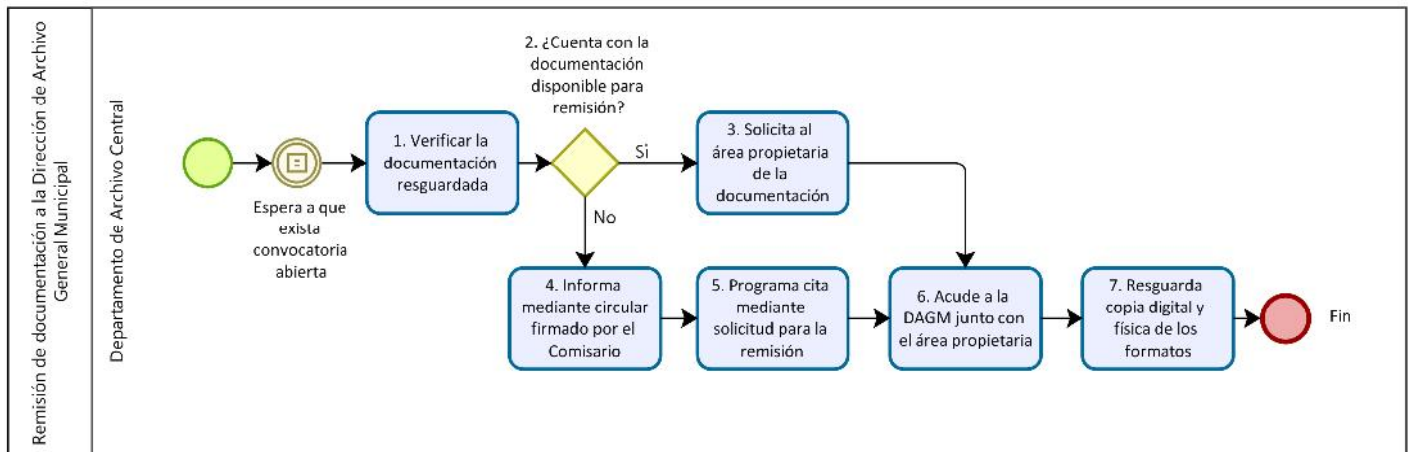 Remisión de documentación a la Dirección de Archivo
General Municipal
Departamento de Archivo Central
Espera a que
exista
convocatoria
abierta
1. Verificar la
documentación
resguardada
2. ¿Cuenta con la
documentación
disponible para
remisión?
Sì
No
3. Solicita al
área propietaria
de la
documentación
4. Informa
mediante circular
firmado por el
Comisario
5. Programa cita
mediante
solicitud para la
remisión
6. Acude a la
DAGM junto con
el área propietaria
7. Resguarda
copia digital y
física de los
formatos
Fin